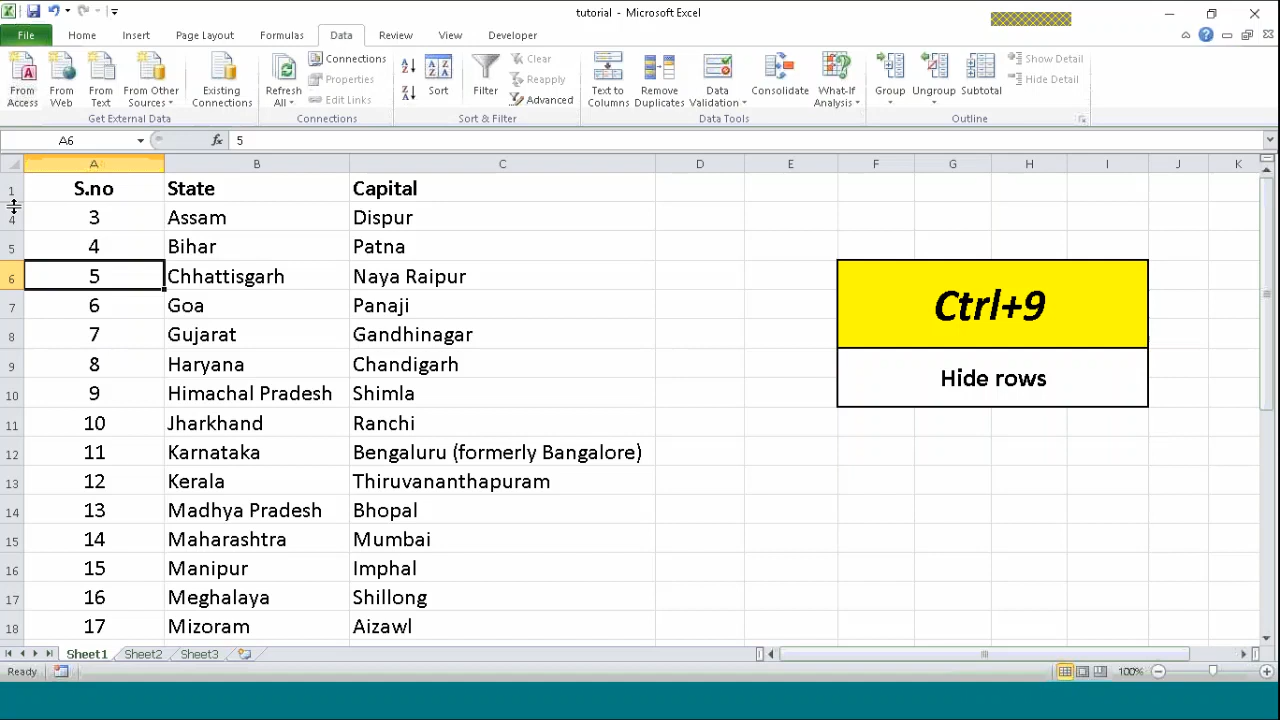 tutorial - Microsoft Excel
File Home Insert Page Layout Formulas Data Review View Developer
From Access
From Web
From Text
From Other Sources
Existing Connections
Get External Data
Refresh All
Connections
Properties
Edit Links
Connections
Sort
Filter
Clear
Reapply
Advanced
Sort & Filter
Text to Columns
Remove Duplicates
Data Validation
Consolidate
What-If Analysis
Data Tools
Group
Ungroup
Subtotal
Show Detail
Hide Detail
Outline
A6 fx 5
A B C D E F G H I J K
1 S.no State Capital
4 3 Assam Dispur
5 4 Bihar Patna
6 5 Chhattisgarh Naya Raipur
7 6 Goa Panaji
8 7 Gujarat Gandhinagar
9 8 Haryana Chandigarh
10 9 Himachal Pradesh Shimla
11 10 Jharkhand Ranchi
12 11 Karnataka Bengaluru (formerly Bangalore)
13 12 Kerala Thiruvananthapuram
14 13 Madhya Pradesh Bhopal
15 14 Maharashtra Mumbai
16 15 Manipur Imphal
17 16 Meghalaya Shillong
18 17 Mizoram Aizawl
Ctrl+9
Hide rows
Sheet1 Sheet2 Sheet3
Ready 100%